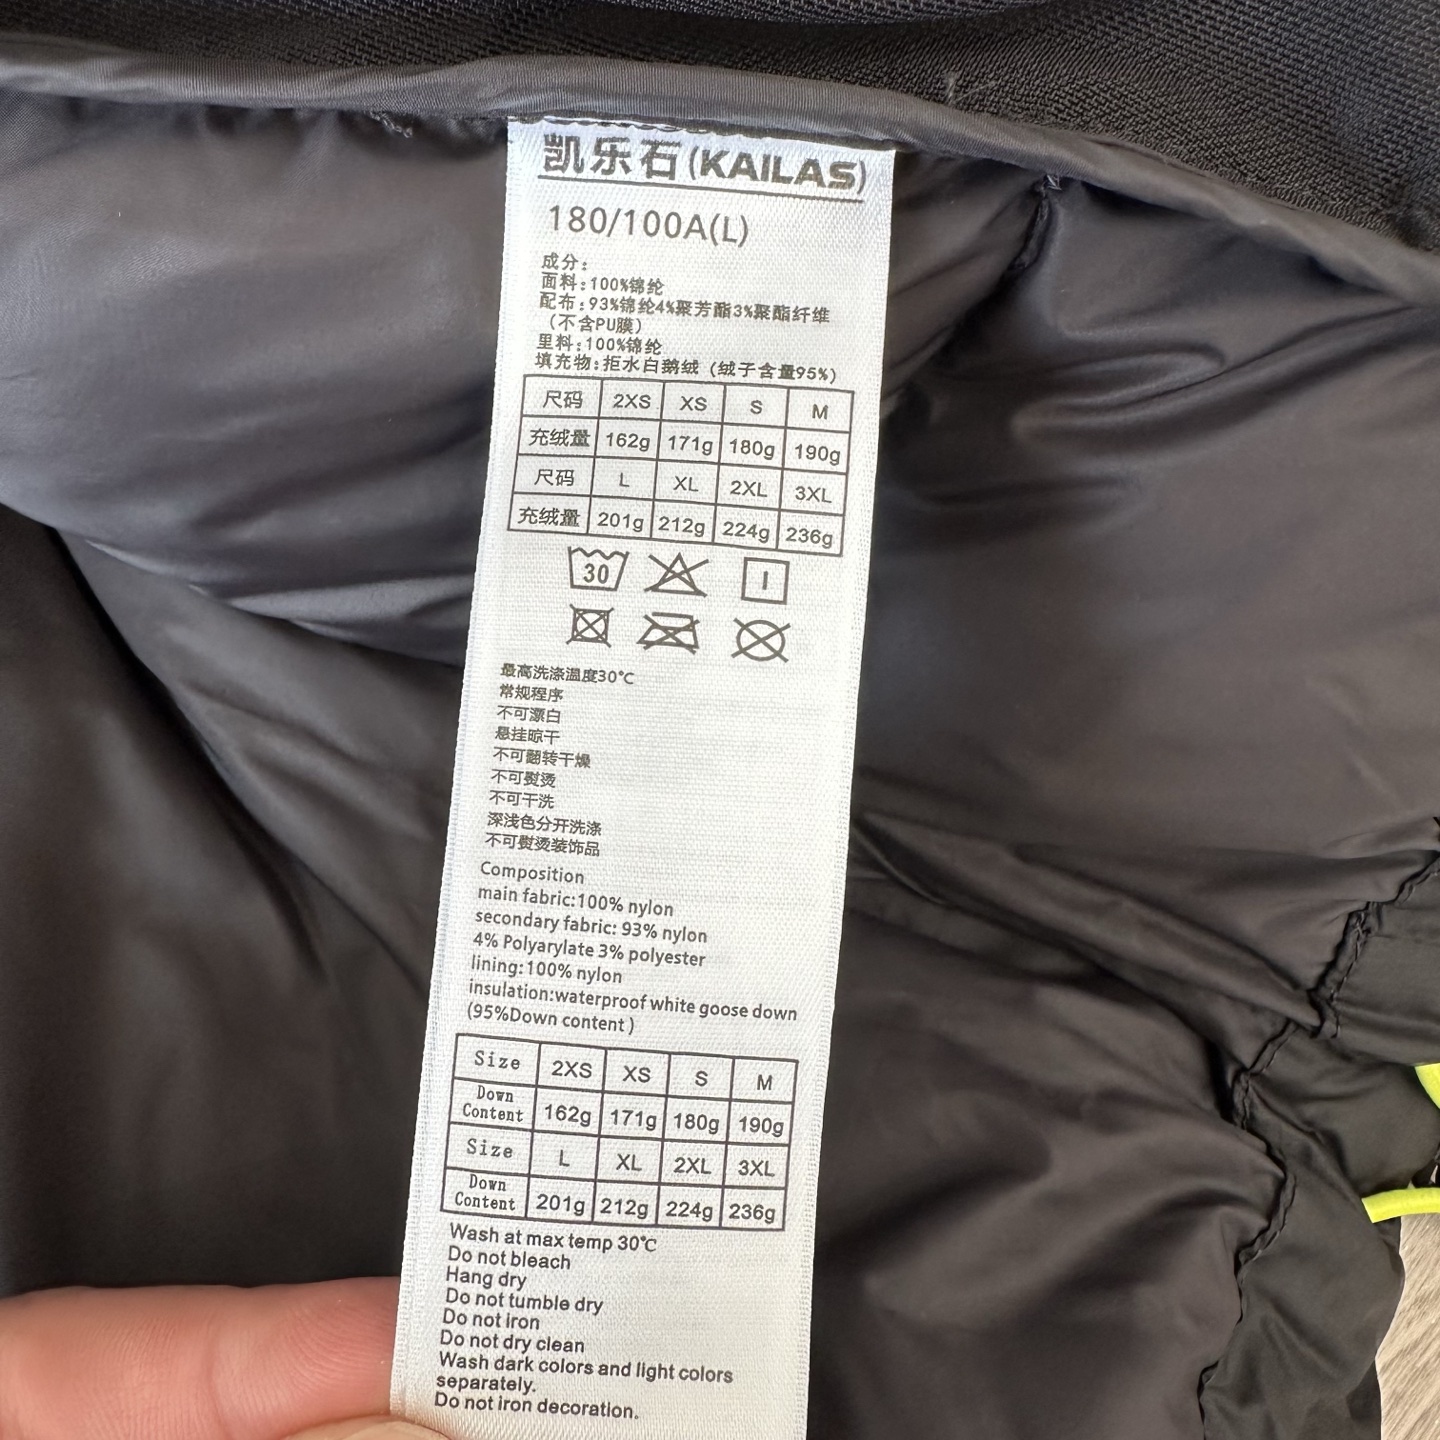 凯乐石(KAILAS)
180/100A(L)
成分:
面料:100%锦纶
配布:93%锦纶4%聚芳酯3%聚酯纤维
(不含PU膜)
里料:100%锦纶
填充物:拒水白鹅绒 (绒子含量95%)
尺码 2XS XS S M
充绒量 162g 171g 180g 190g
尺码 L XL 2XL 3XL
充绒量 201g 212g 224g 236g
30
最高洗涤温度30℃
常规程序
不可漂白
悬挂晾干
不可翻转干燥
不可熨烫
不可干洗
深浅色分开洗涤
不可熨烫装饰品
Composition
main fabric:100% nylon
secondary fabric: 93% nylon
4% Polyarylate 3% polyester
lining:100% nylon
insulation:waterproof white goose down
(95%Down content )
Size 2XS XS S M
Down Content 162g 171g 180g 190g
Size L XL 2XL 3XL
Down Content 201g 212g 224g 236g
Wash at max temp 30℃
Do not bleach
Hang dry
Do not tumble dry
Do not iron
Do not dry clean
Wash dark colors and light colors
separately.
Do not iron decoration.